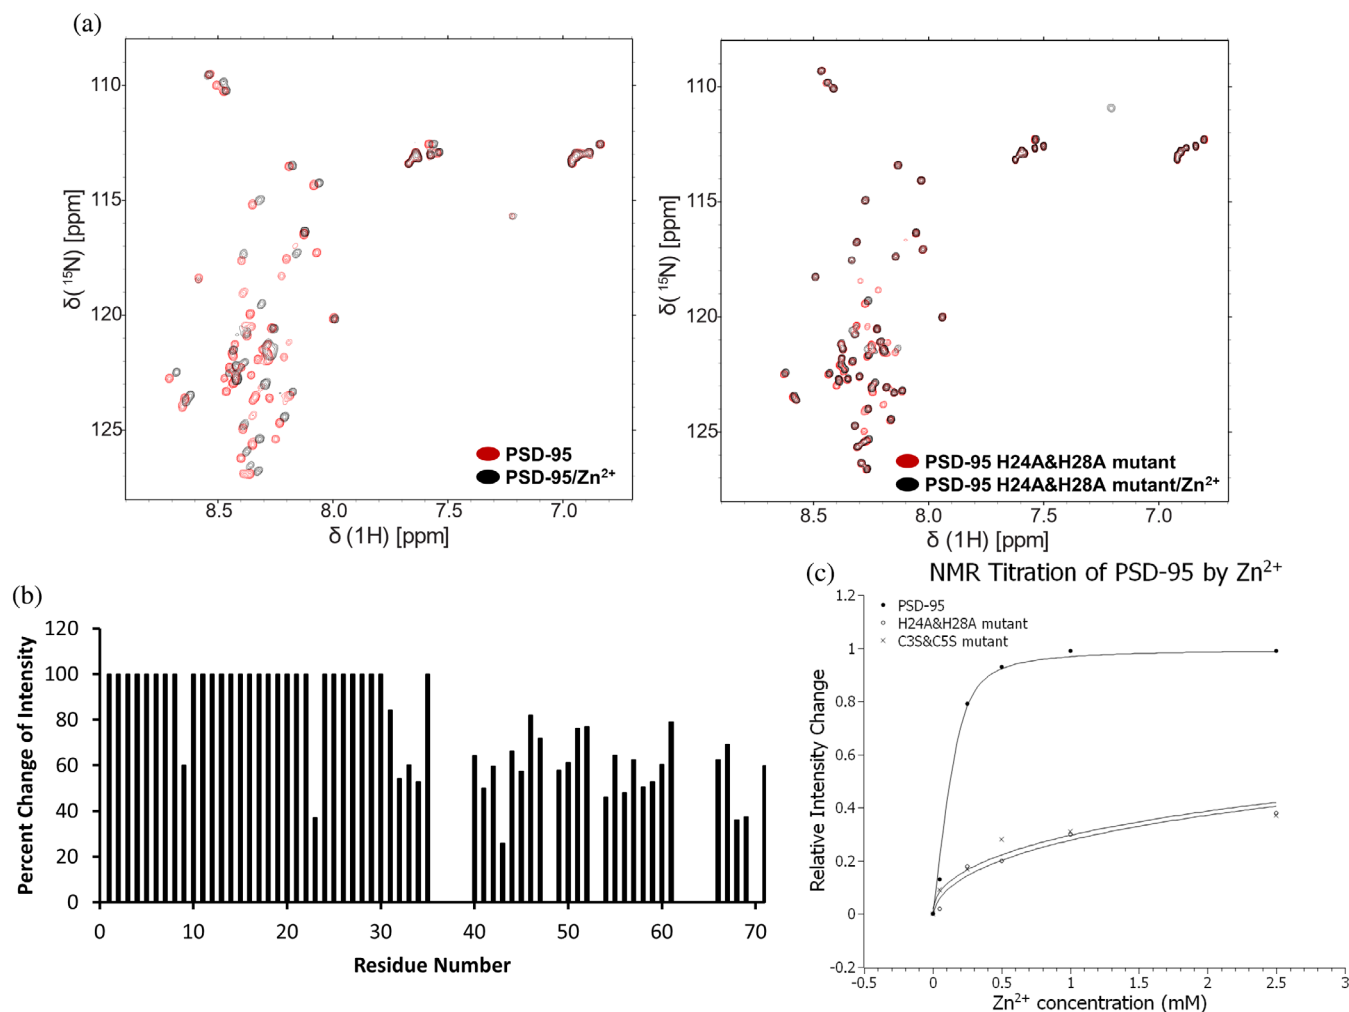 (a)
110
115
120
125
δ( ¹⁵N) [ppm]
8.5 8.0 7.5 7.0
δ (1H) [ppm]
PSD-95
PSD-95/Zn²⁺
110
115
120
125
δ( ¹⁵N) [ppm]
8.5 8.0 7.5 7.0
δ (1H) [ppm]
PSD-95 H24A&H28A mutant
PSD-95 H24A&H28A mutant/Zn²⁺
(b)
120
100
80
60
40
20
0
Percent Change of Intensity
0 10 20 30 40 50 60 70
Residue Number
(c)
NMR Titration of PSD-95 by Zn²⁺
PSD-95
H24A&H28A mutant
C3S&C5S mutant
1.2
1
0.8
0.6
0.4
0.2
0
-0.2
Relative Intensity Change
-0.5 0 0.5 1 1.5 2 2.5 3
Zn²⁺ concentration (mM)